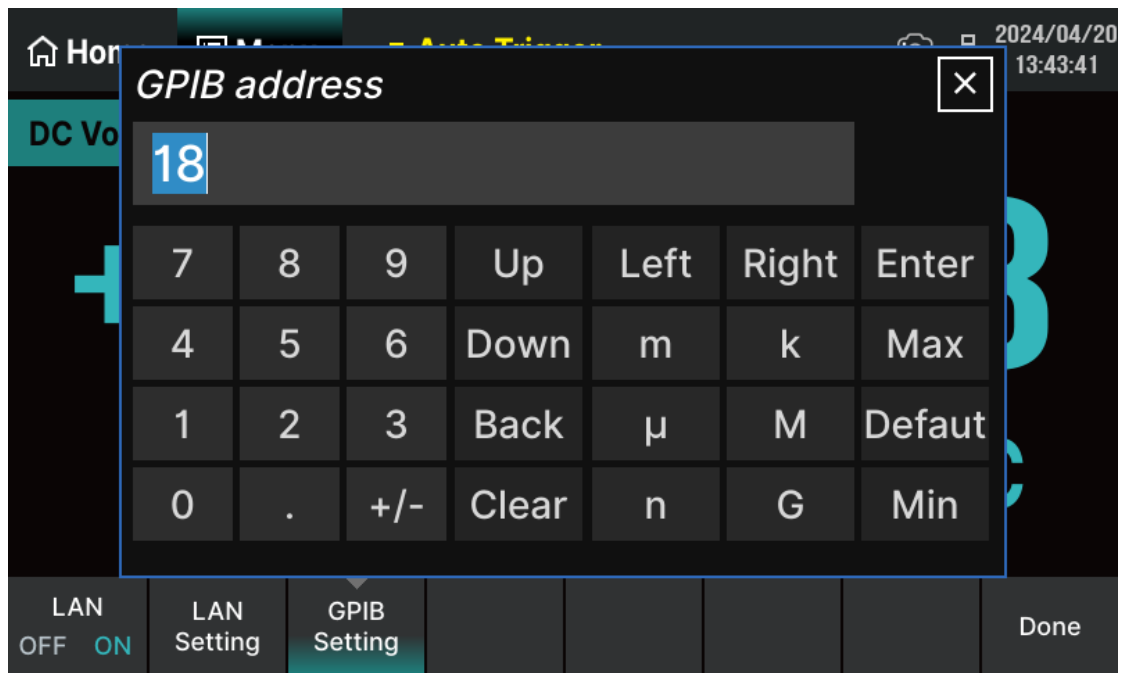 Home
2024/04/20
13:43:41
GPIB address
DC
18
7 8 9 Up Left Right Enter
4 5 6 Down m k Max
1 2 3 Back µ M Defaut
0 . +/- Clear n G Min
LAN
OFF ON
LAN
Setting
GPIB
Setting
Done